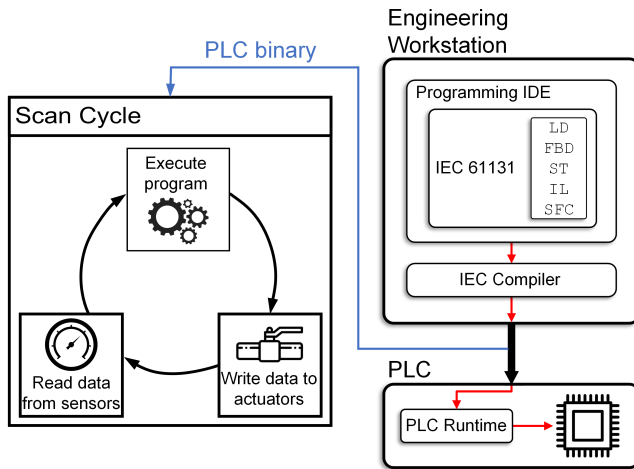 Engineering
Workstation
PLC binary
Programming IDE
IEC 61131
LD
FBD
ST
IL
SFC
IEC Compiler
Scan Cycle
Execute
program
Read data
from sensors
Write data to
actuators
PLC
PLC Runtime